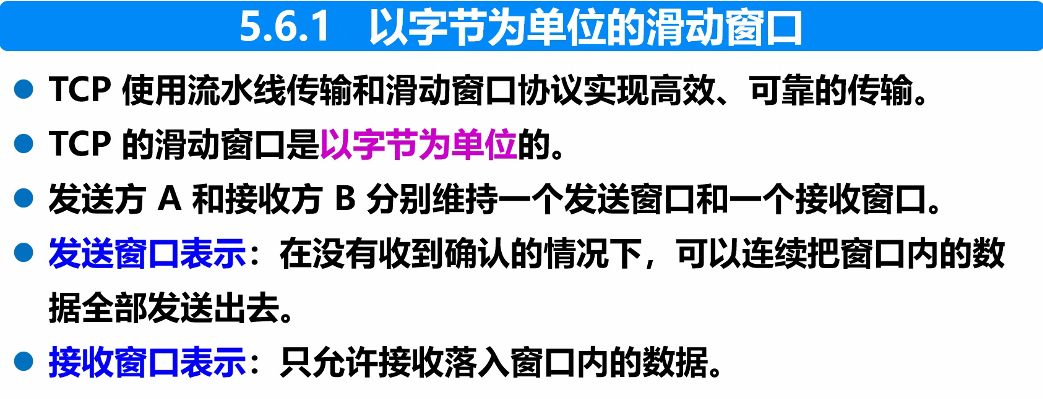 5.6.1 以字节为单位的滑动窗口
● TCP 使用流水线传输和滑动窗口协议实现高效、可靠的传输。
● TCP 的滑动窗口是以字节为单位的。
● 发送方 A 和接收方 B 分别维持一个发送窗口和一个接收窗口。
● 发送窗口表示：在没有收到确认的情况下，可以连续把窗口内的数
据全部发送出去。
● 接收窗口表示：只允许接收落入窗口内的数据。